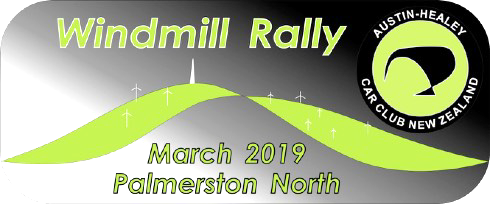 Windmill Rally
AUSTIN-HEALEY
CAR CLUB NEW ZEALAND
March 2019
Palmerston North